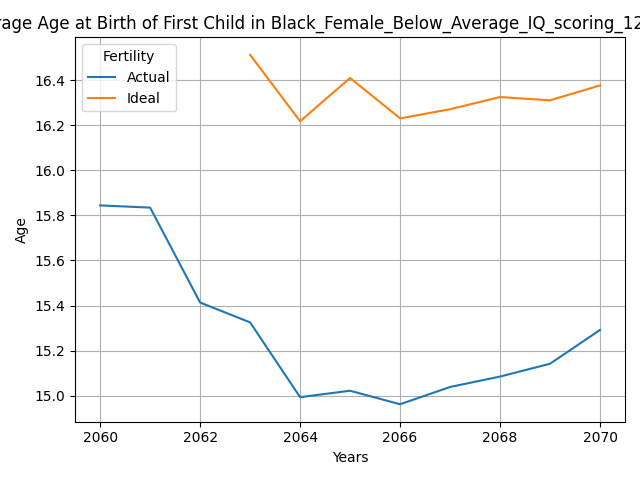 rage Age at Birth of First Child in Black_Female_Below_Average_IQ_scoring_12
Fertility
Actual
Ideal
16.4
16.2
16.0
15.8
15.6
15.4
15.2
15.0
Age
2060 2062 2064 2066 2068 2070
Years